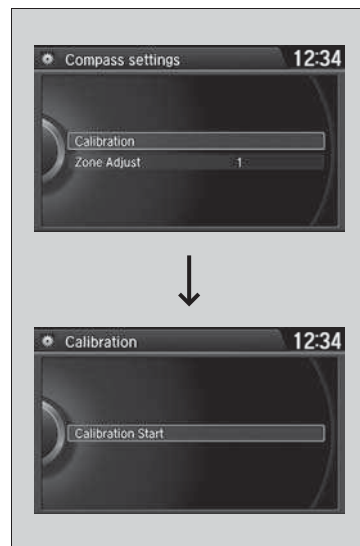 Compass settings 12:34
Calibration
Zone Adjust 1
Calibration 12:34
Calibration Start